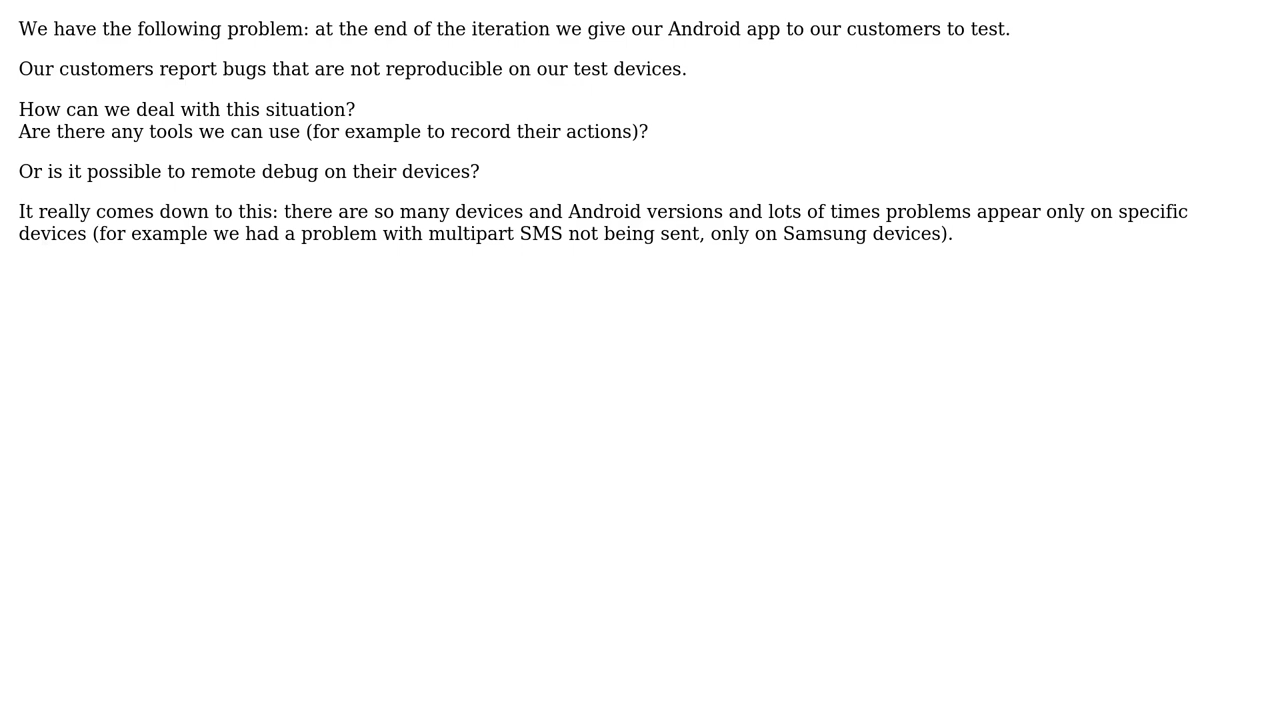 We have the following problem: at the end of the iteration we give our Android app to our customers to test.
Our customers report bugs that are not reproducible on our test devices.
How can we deal with this situation?
Are there any tools we can use (for example to record their actions)?
Or is it possible to remote debug on their devices?
It really comes down to this: there are so many devices and Android versions and lots of times problems appear only on specific
devices (for example we had a problem with multipart SMS not being sent, only on Samsung devices).